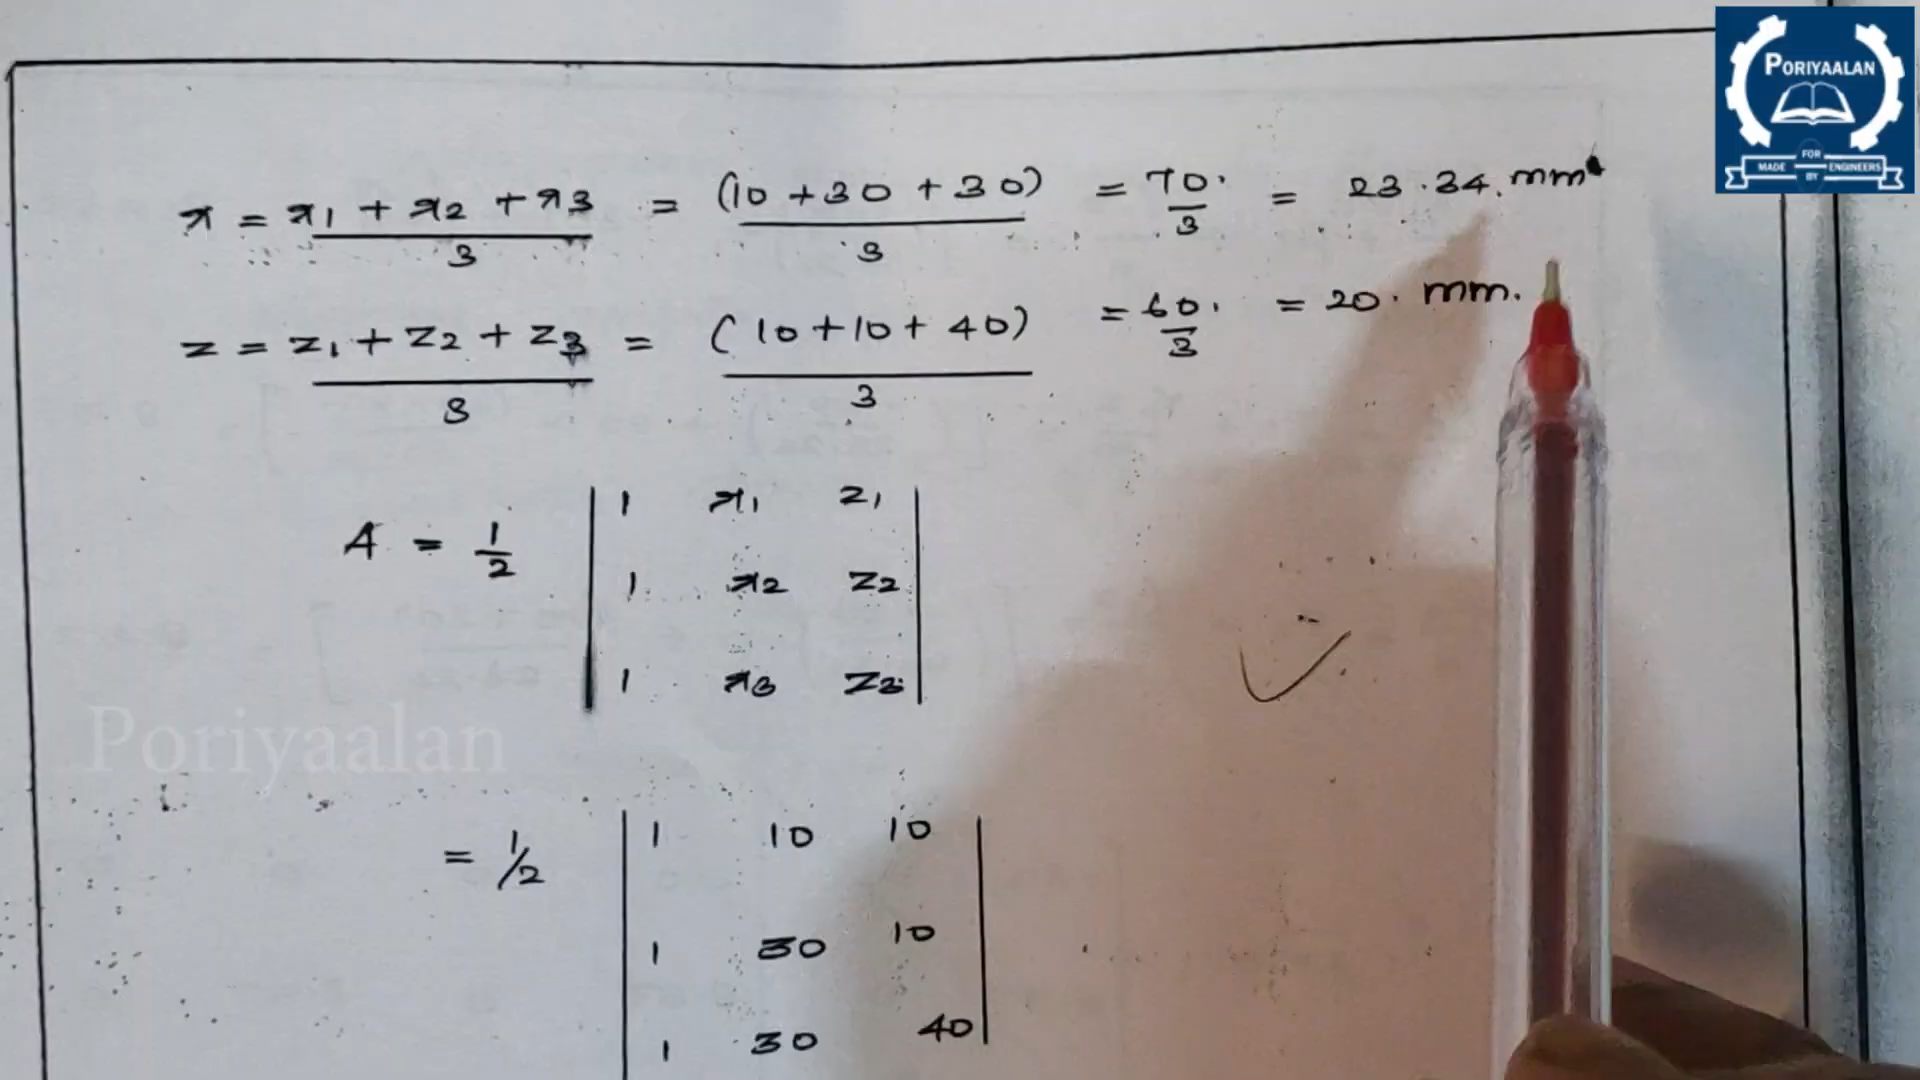 PORIYAALAN
MADE FOR BY ENGINEERS
x = x1 + x2 + x3 / 3 = (10 + 30 + 30) / 3 = 70. / 3 = 23.34. mm
z = z1 + z2 + z3 / 3 = (10 + 10 + 40) / 3 = 60. / 3 = 20. mm.
A = 1/2 | 1 x1 z1 |
| 1 x2 z2 |
| 1 x3 z3 |
Poriyaalan
= 1/2 | 1 10 10 |
| 1 30 10 |
| 1 30 40 |